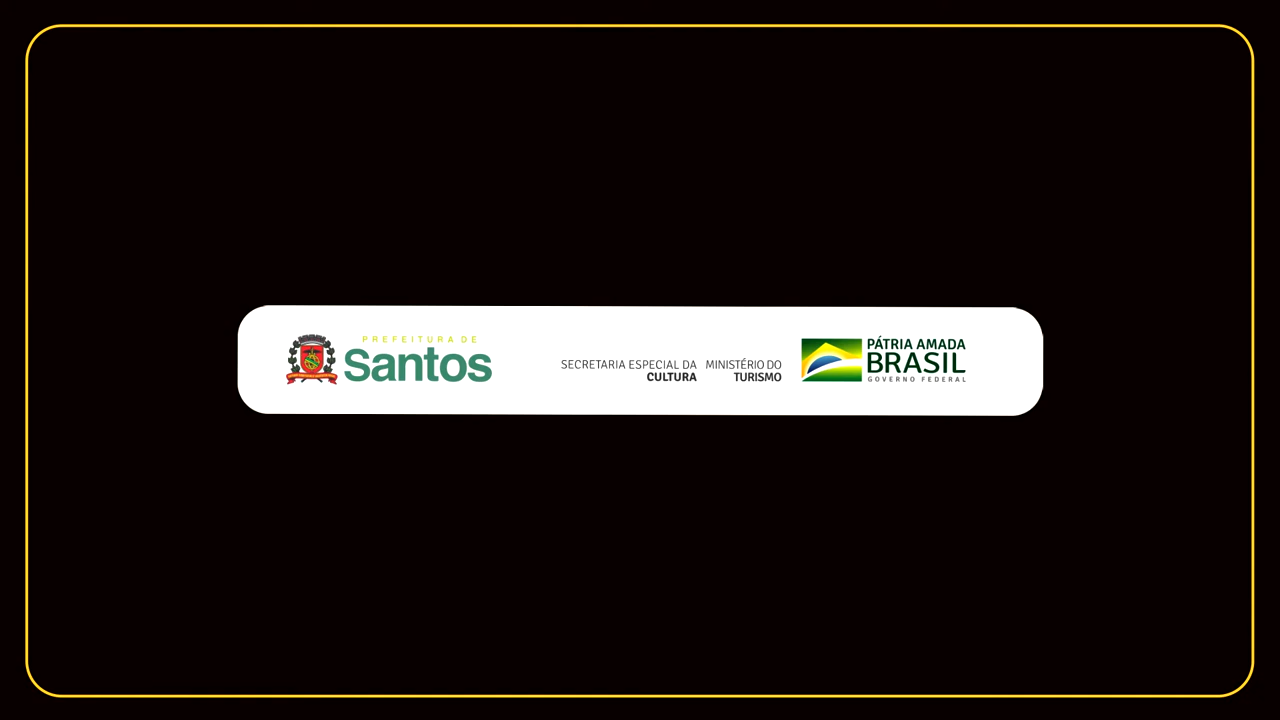 PREFEITURA DE
Santos
SECRETARIA ESPECIAL DA
CULTURA
MINISTÉRIO DO
TURISMO
PÁTRIA AMADA
BRASIL
GOVERNO FEDERAL